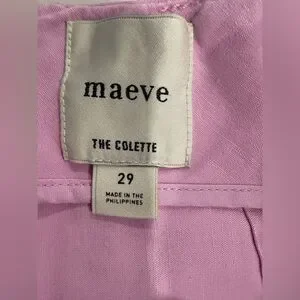 maeve
THE COLETTE
29
MADE IN THE
PHILIPPINES